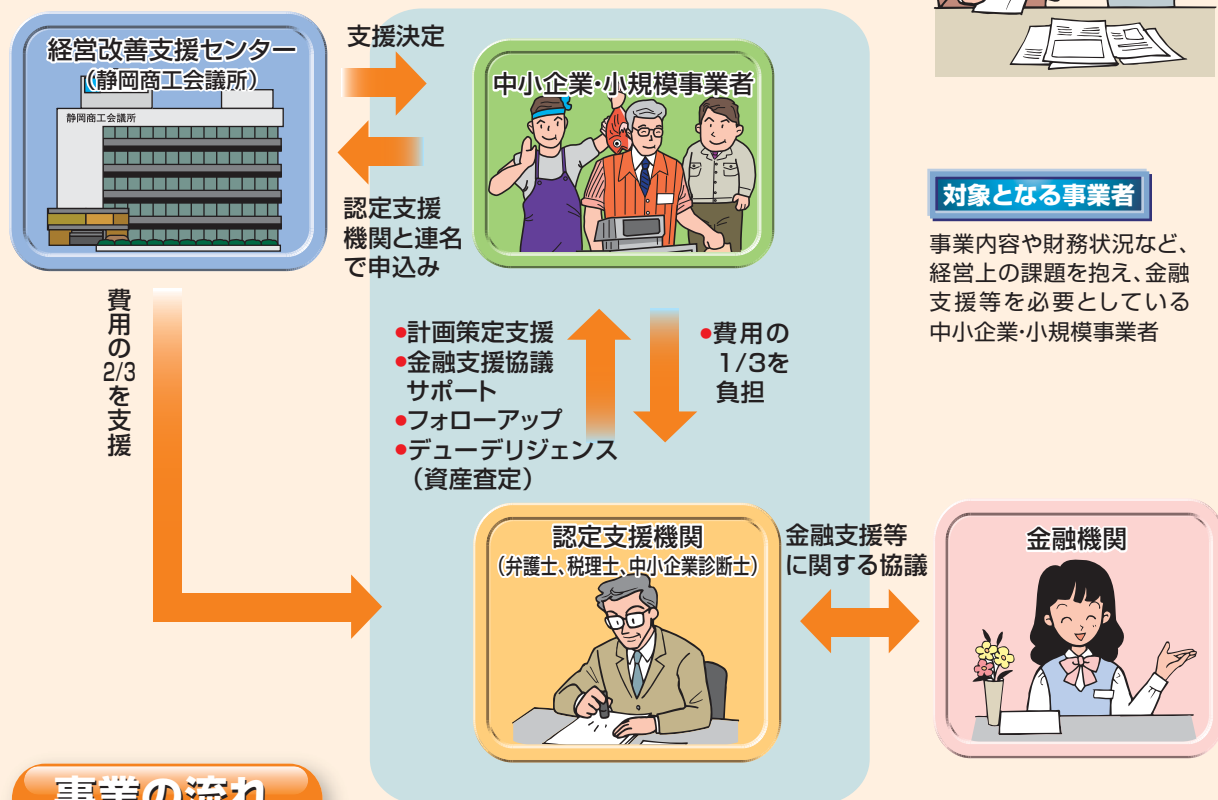 経営改善支援センター
(静岡商工会議所)
静岡商工会議所
支援決定
認定支援
機関と連名
で申込み
中小企業・小規模事業者
対象となる事業者
事業内容や財務状況など、
経営上の課題を抱え、金融
支援等を必要としている
中小企業・小規模事業者
費用の2/3を支援
●計画策定支援
●金融支援協議
サポート
●フォローアップ
●デューデリジェンス
(資産査定)
●費用の
1/3を
負担
認定支援機関
(弁護士、税理士、中小企業診断士)
金融支援等
に関する協議
金融機関
事業の流れ